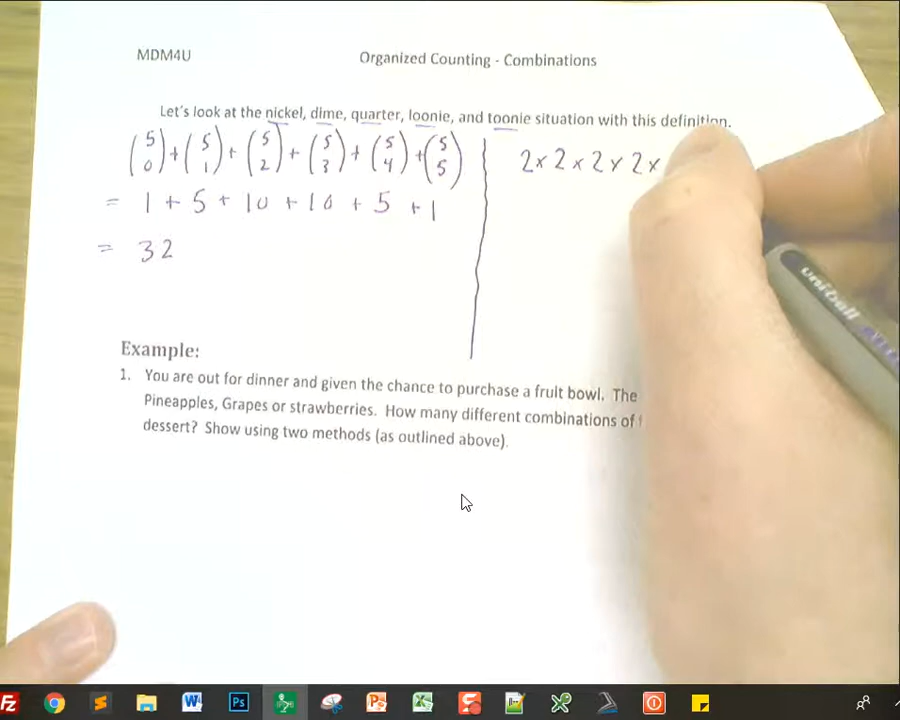 MDM4U Organized Counting - Combinations
Let's look at the nickel, dime, quarter, loonie, and toonie situation with this definition.
(5 0) + (5 1) + (5 2) + (5 3) + (5 4) + (5 5) 2 x 2 x 2 x 2 x
= 1 + 5 + 10 + 10 + 5 + 1
= 32
Example:
1. You are out for dinner and given the chance to purchase a fruit bowl. The
Pineapples, Grapes or strawberries. How many different combinations of
dessert? Show using two methods (as outlined above).
uniball
Fz
W
Ps
P
X